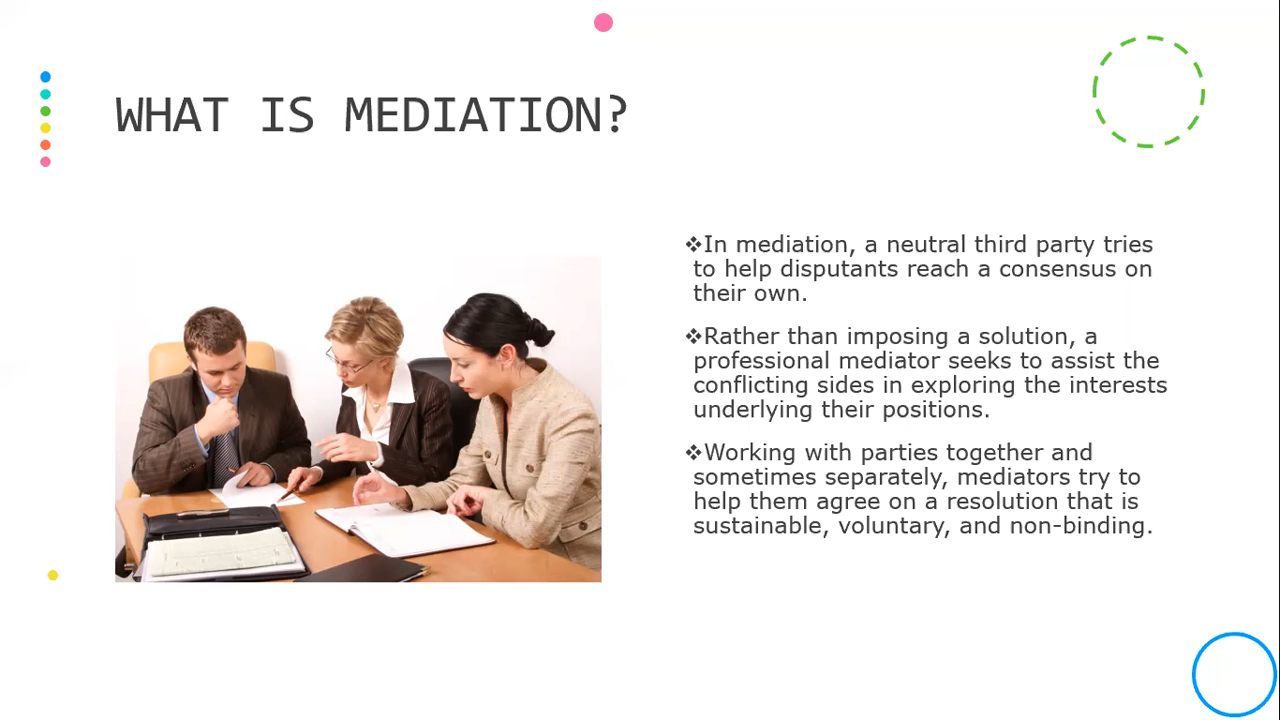 WHAT IS MEDIATION?
❖In mediation, a neutral third party tries
to help disputants reach a consensus on
their own.
❖Rather than imposing a solution, a
professional mediator seeks to assist the
conflicting sides in exploring the interests
underlying their positions.
❖Working with parties together and
sometimes separately, mediators try to
help them agree on a resolution that is
sustainable, voluntary, and non-binding.